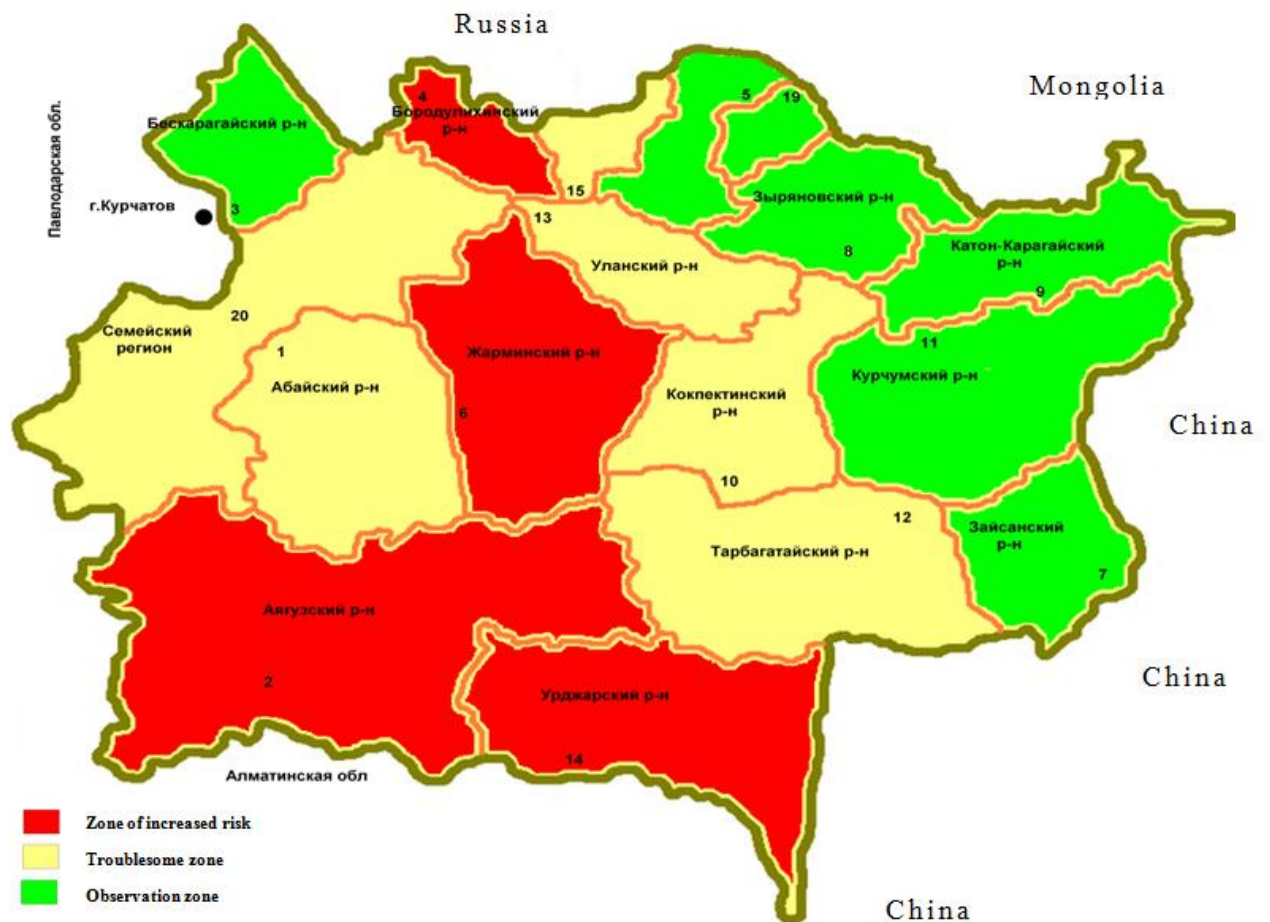 Russia
Mongolia
Павлодарская обл.
4
5
19
Бородулихинский
р-н
Бескарагайский р-н
г.Курчатов
3
15
13
Зыряновский р-н
8
Катон-Карагайский
р-н
9
Уланский р-н
20
Семейский
регион
1
Абайский р-н
Жарминский р-н
6
11
Курчумский р-н
Кокпектинский
р-н
10
China
12
Тарбагатайский р-н
Зайсанский
р-н
7
Аягузский р-н
2
Урджарский р-н
14
China
Алматинская обл
Zone of increased risk
Troublesome zone
Observation zone
China